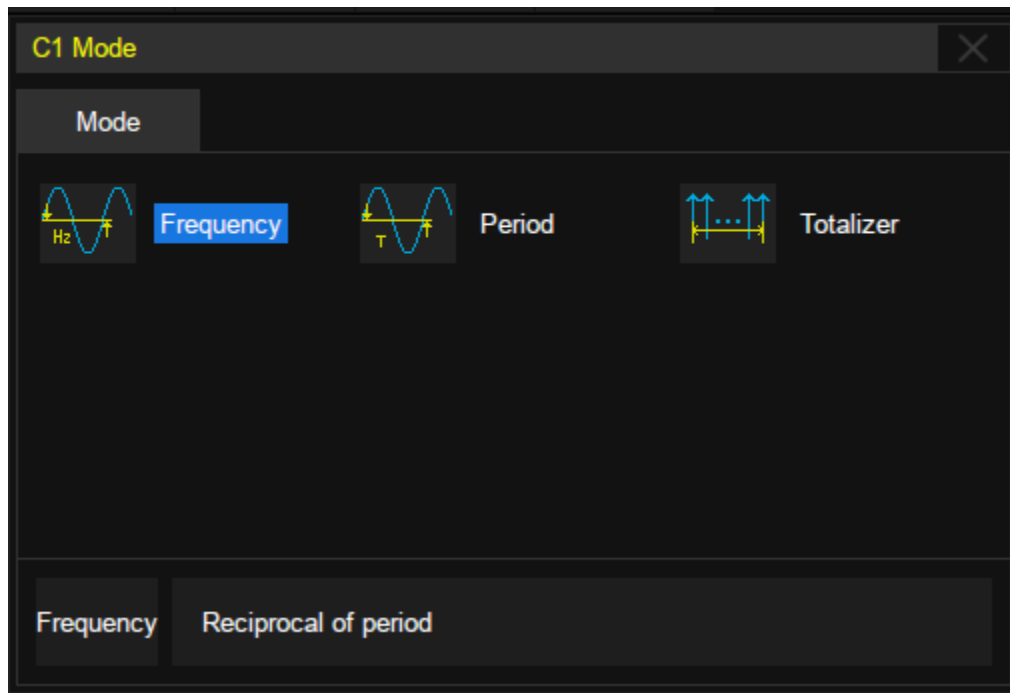 C1 Mode
Mode
Hz
Frequency
T
Period
Totalizer
Frequency
Reciprocal of period